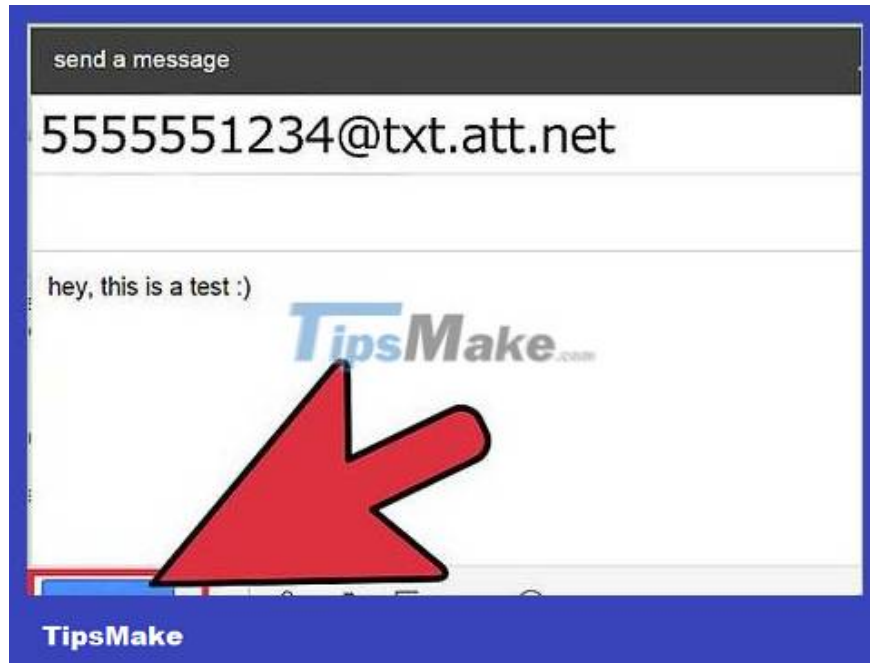 send a message
5555551234@txt.att.net
hey, this is a test :)
TipsMake.com
TipsMake